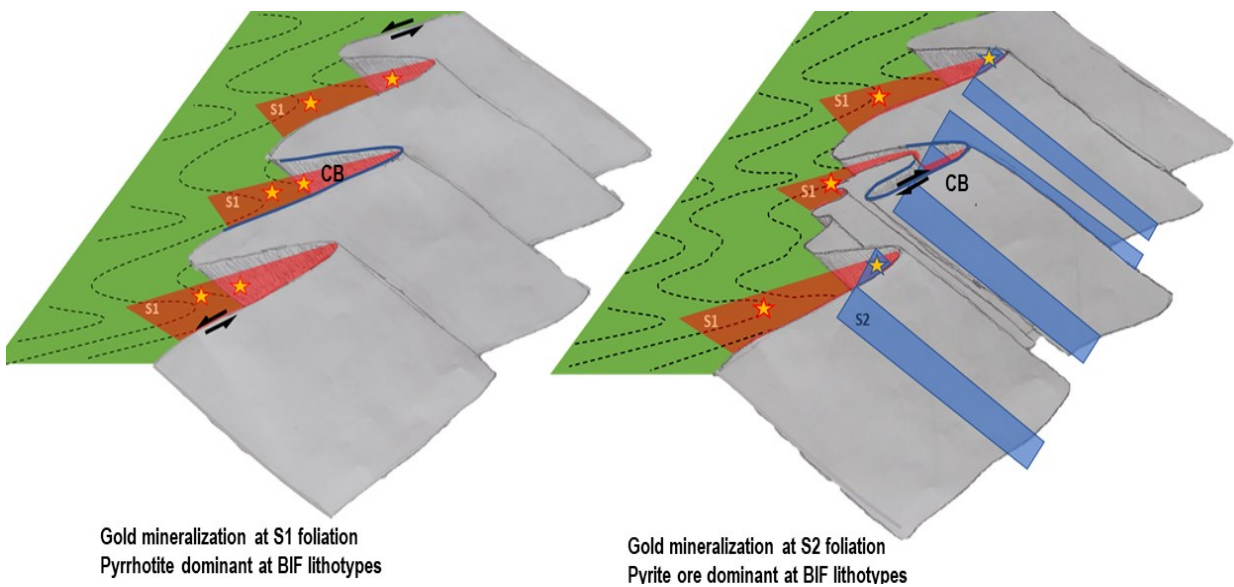 S1
CB
S1
S1
Gold mineralization at S1 foliation
Pyrrhotite dominant at BIF lithotypes
S1
CB
S1
S1
S2
Gold mineralization at S2 foliation
Pyrite ore dominant at BIF lithotypes